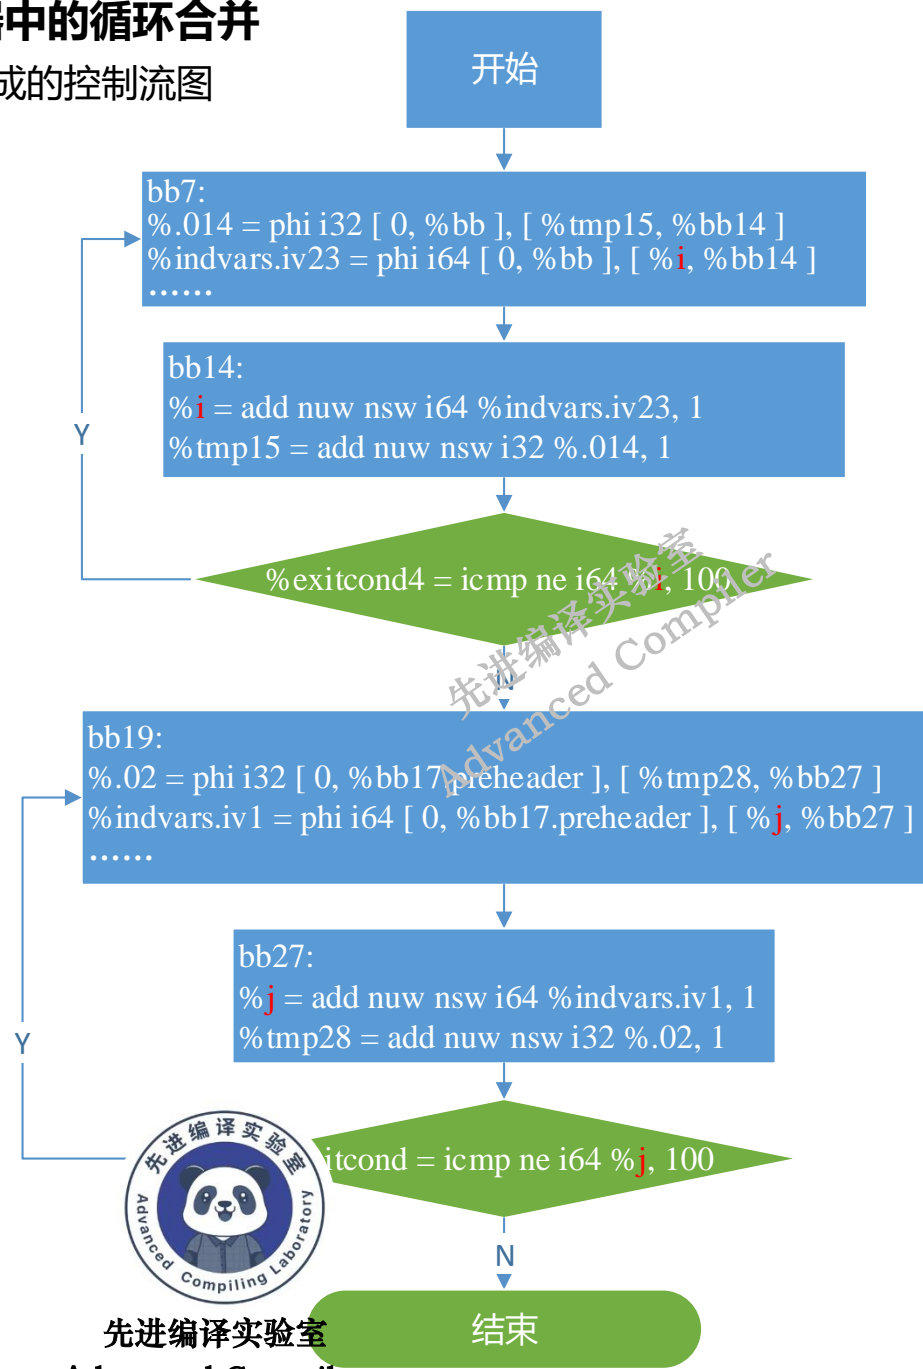 器中的循环合并
成的控制流图
开始
bb7:
%.014 = phi i32 [ 0, %bb ], [ %tmp15, %bb14 ]
%indvars.iv23 = phi i64 [ 0, %bb ], [ %i, %bb14 ]
……
bb14:
%i = add nuw nsw i64 %indvars.iv23, 1
%tmp15 = add nuw nsw i32 %.014, 1
Y
%exitcond4 = icmp ne i64 %i, 100
先进编译实验室
Advanced Compiler
N
bb19:
%.02 = phi i32 [ 0, %bb17.preheader ], [ %tmp28, %bb27 ]
%indvars.iv1 = phi i64 [ 0, %bb17.preheader ], [ %j, %bb27 ]
……
bb27:
%j = add nuw nsw i64 %indvars.iv1, 1
%tmp28 = add nuw nsw i32 %.02, 1
Y
itcond = icmp ne i64 %j, 100
先进编译实验室
Advanced Compiling Laboratory
N
结束
先进编译实验室
Advanced Compil